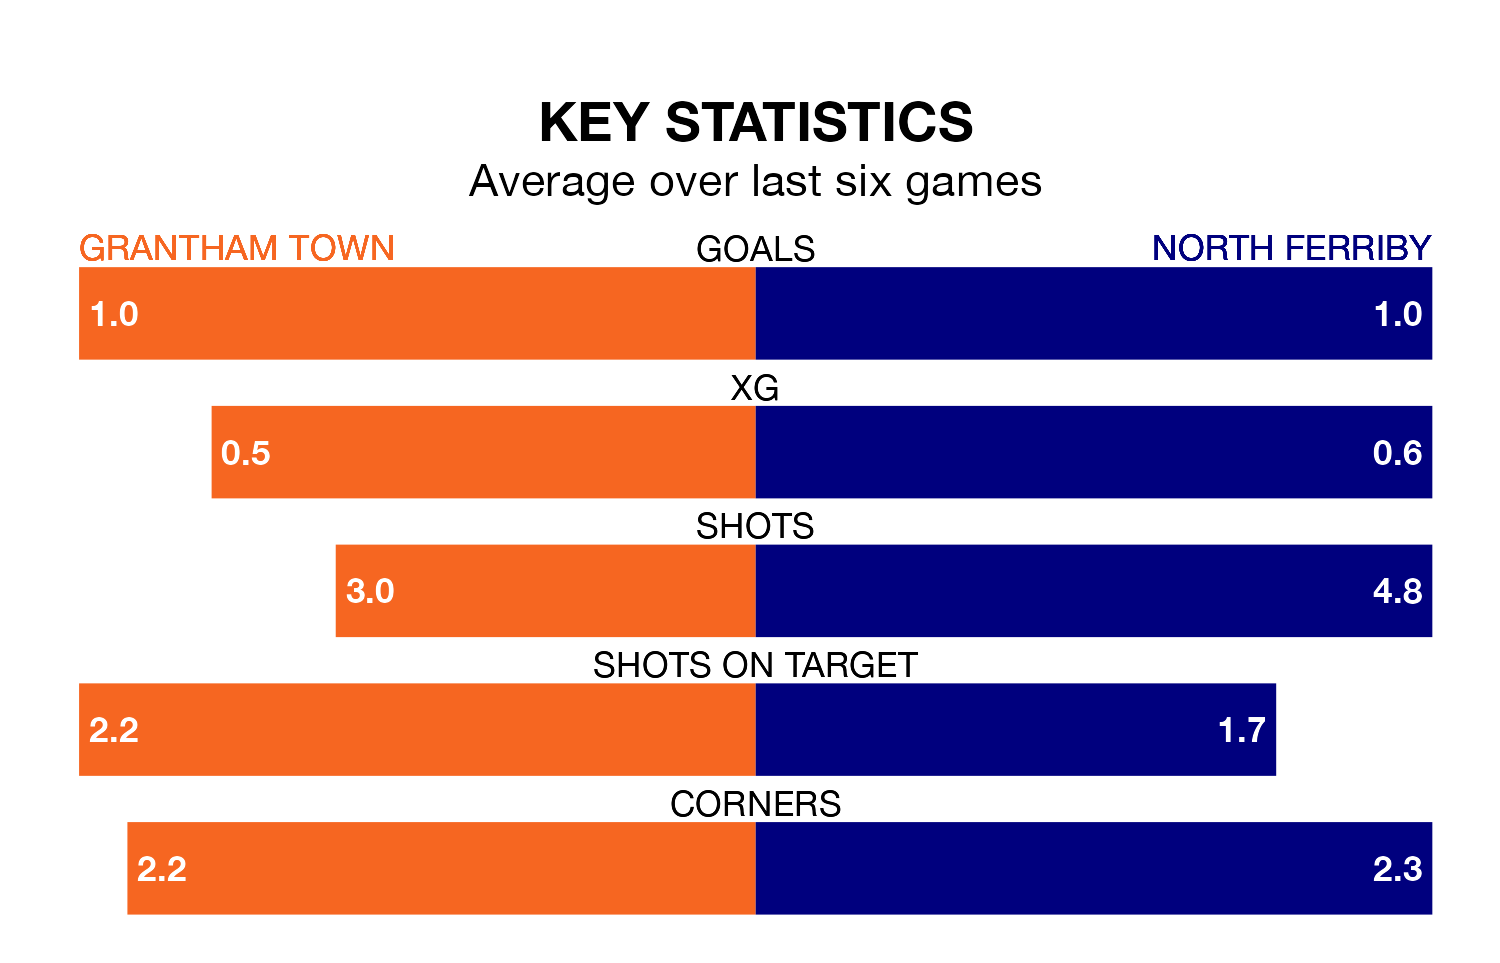 KEY STATISTICS
Average over last six games
GRANTHAM TOWN GOALS NORTH FERRIBY
1.0 1.0
XG
0.5 0.6
SHOTS
3.0 4.8
SHOTS ON TARGET
2.2 1.7
CORNERS
2.2 2.3